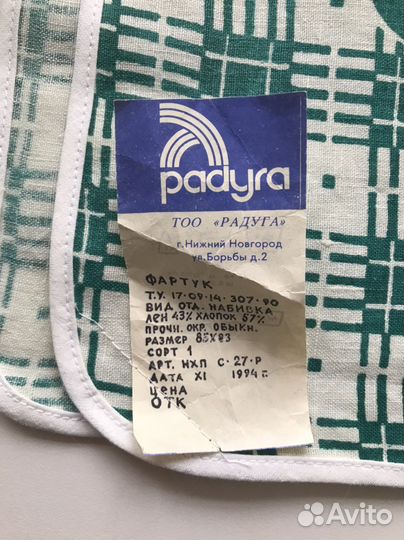 радуга
ТОО «РАДУГА»
г. Нижний Новгород
ул. Борьбы д. 2
ФАРТУК
Т.У. 17-09-14-307-90
ВИД ОТД. НАБИВКА
ЛЕН 43% ХЛОПОК 57%
ПРОЧН. ОКР. ОБЫКН.
РАЗМЕР 83
СОРТ 1
АРТ. НХП С-27-Р
ДАТА XI 1994 г.
ЦЕНА
ОТК
Avito